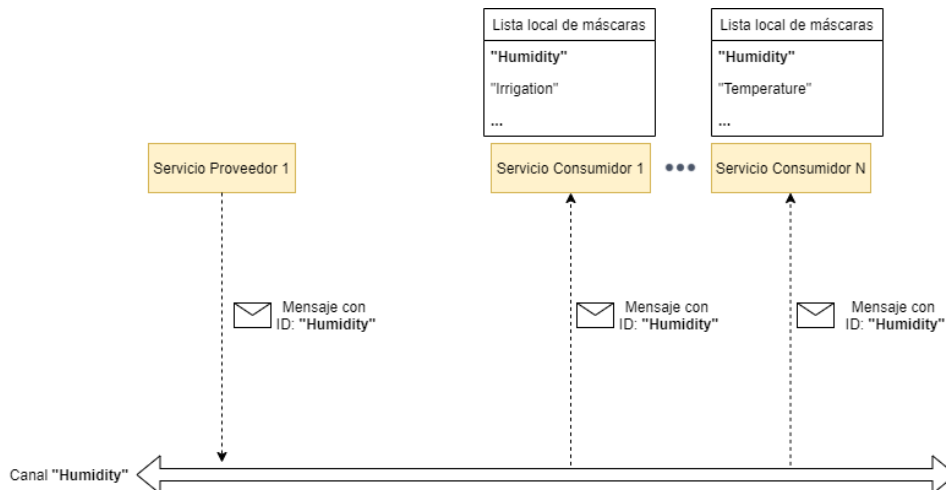 Lista local de máscaras
"Humidity"
"Irrigation"
...
Lista local de máscaras
"Humidity"
"Temperature"
...
Servicio Proveedor 1
Servicio Consumidor 1
Servicio Consumidor N
Mensaje con
ID: "Humidity"
Mensaje con
ID: "Humidity"
Mensaje con
ID: "Humidity"
Canal "Humidity"